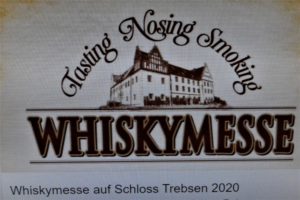 Tasting Nosing Smoking
WHISKYMESSE
Whiskymesse auf Schloss Trebsen 2020